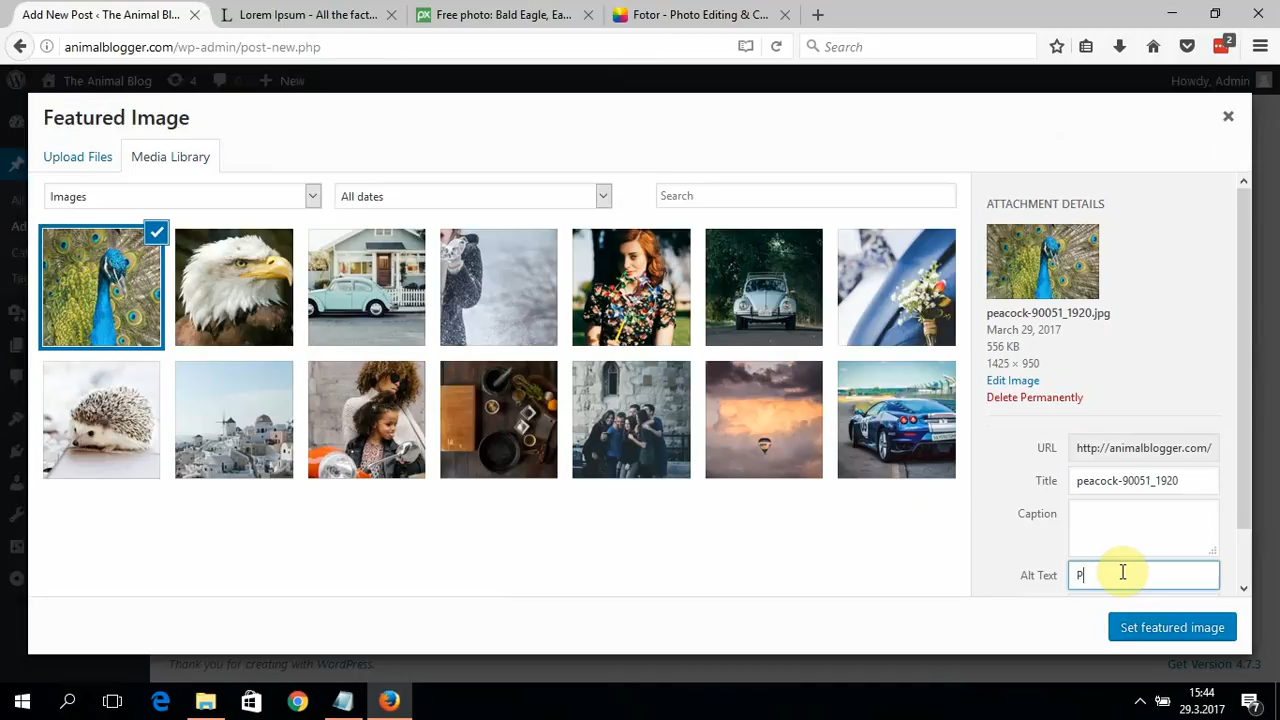 Add New Post ‹ The Animal Bl...
Lorem Ipsum - All the fact...
Free photo: Bald Eagle, Ea...
Fotor - Photo Editing & C...
animalblogger.com/wp-admin/post-new.php
Search
2
The Animal Blog
4
New
Howdy, Admin
Featured Image
Upload Files
Media Library
Images
All dates
Search
ATTACHMENT DETAILS
peacock-90051_1920.jpg
March 29, 2017
556 KB
1425 × 950
Edit Image
Delete Permanently
URL
http://animalblogger.com/
Title
peacock-90051_1920
Caption
Alt Text
P
Set featured image
Thank you for creating with WordPress.
Get Version 4.7.3
15:44
29.3.2017
7